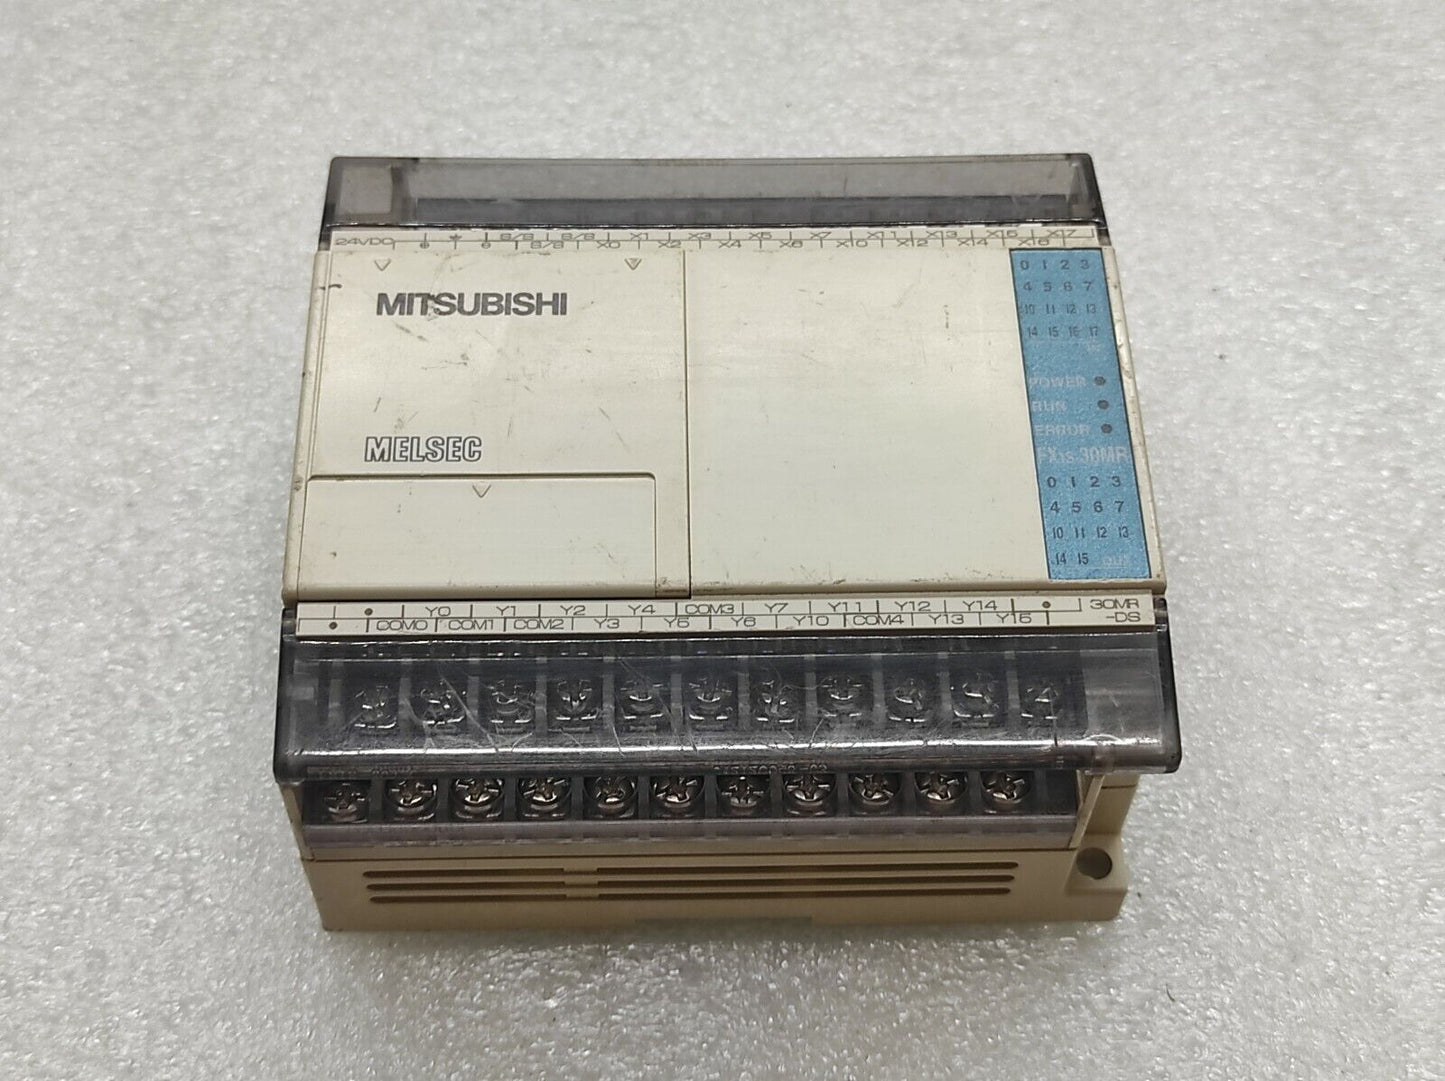 S/S S/S X1 X3 X5 X7 X11 X13 X15 X17
24VDC S/S X0 X2 X4 X6 X10 X12 X14 X16
MITSUBISHI
MELSEC
0 1 2 3
4 5 6 7
10 11 12 13
14 15 16 17
IN
POWER
RUN
ERROR
FX1S-30MR
0 1 2 3
4 5 6 7
10 11 12 13
14 15 OUT
Y0 Y1 Y2 Y4 COM3 Y7 Y11 Y12 Y14 30MR
COM0 COM1 COM2 Y3 Y5 Y6 Y10 COM4 Y13 Y15 -DS